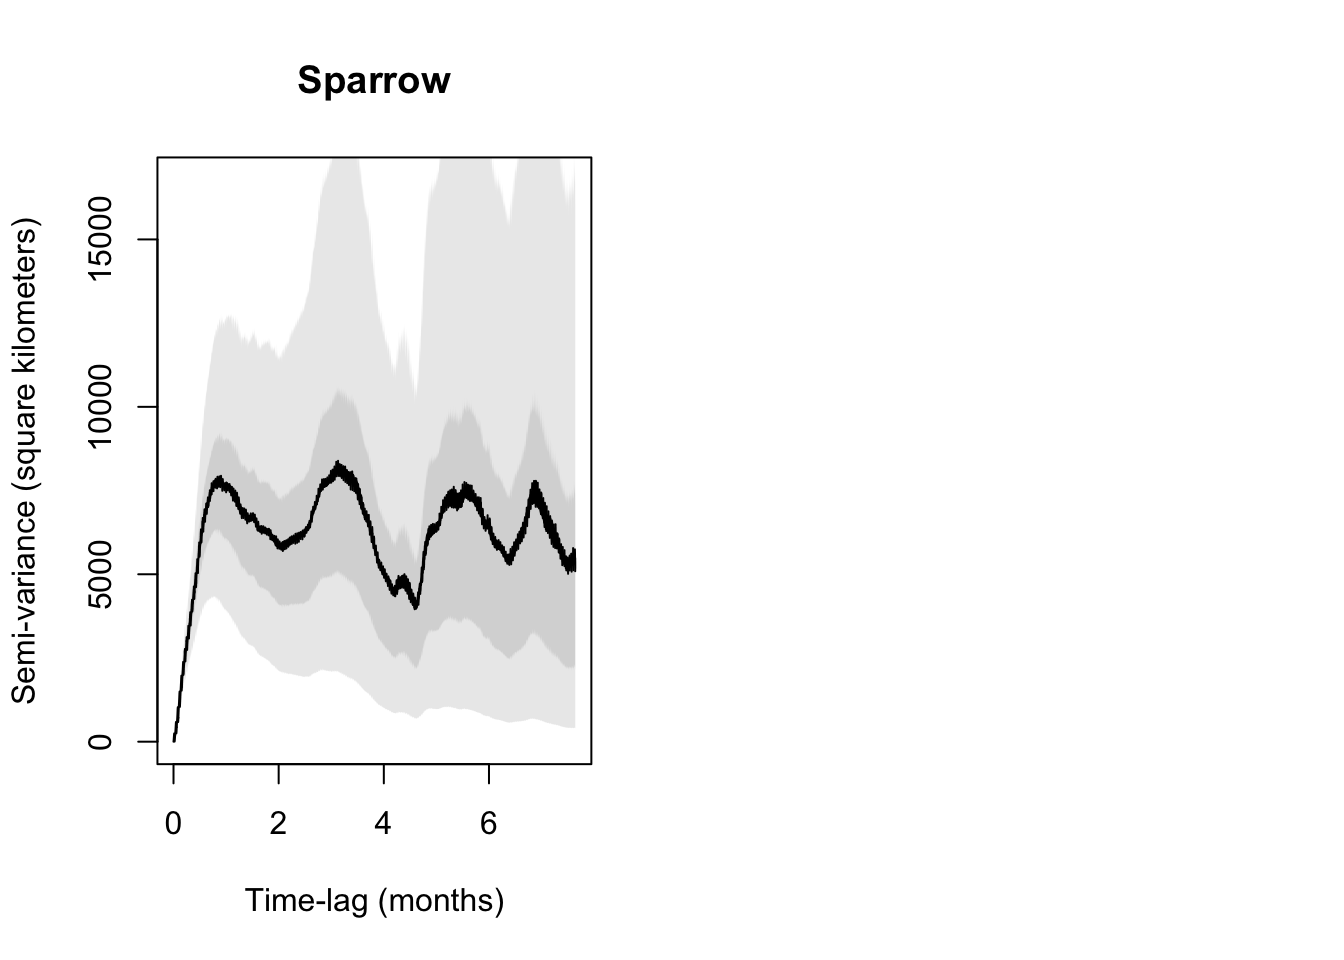 Sparrow
Semi-variance (square kilometers)
15000
10000
5000
0
0 2 4 6
Time-lag (months)